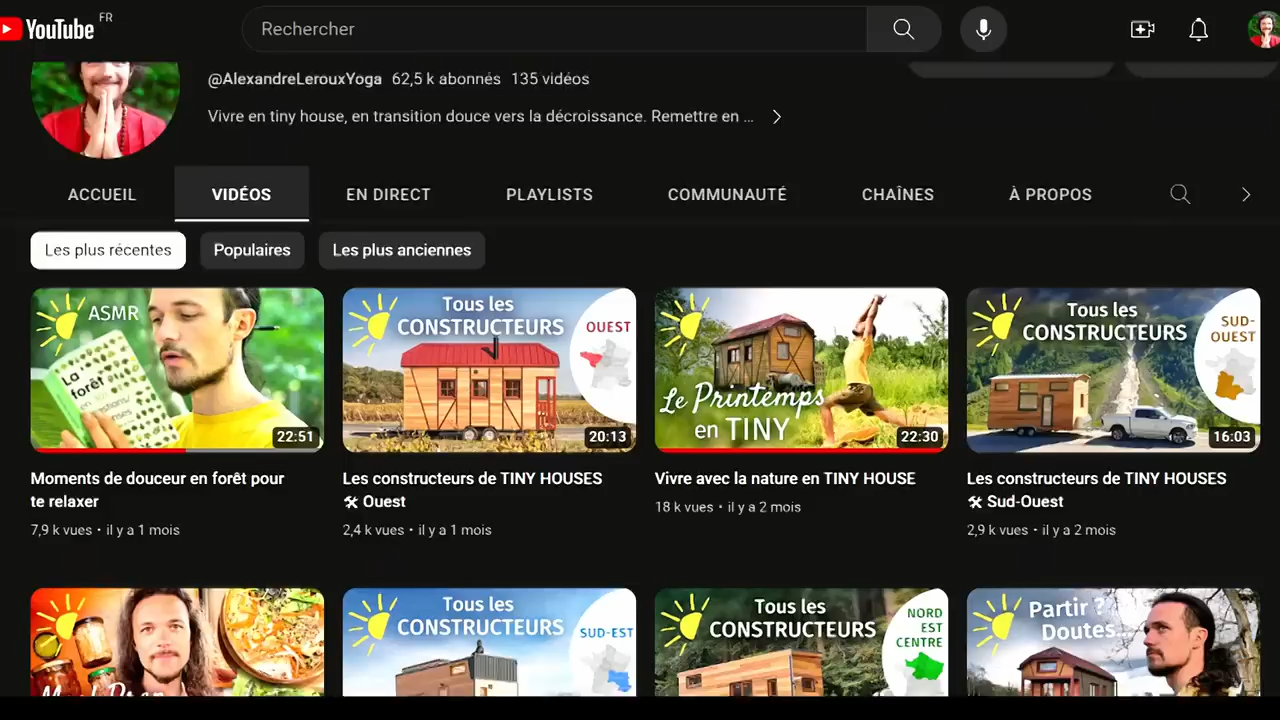 YouTube FR
Rechercher
@AlexandreLerouxYoga 62,5 k abonnés 135 vidéos
Vivre en tiny house, en transition douce vers la décroissance. Remettre en ...
ACCUEIL VIDÉOS EN DIRECT PLAYLISTS COMMUNAUTÉ CHAÎNES À PROPOS
Les plus récentes Populaires Les plus anciennes
ASMR
La
forêt
en
22:51
Tous les
CONSTRUCTEURS
OUEST
20:13
Le Printemps
en TINY
22:30
Tous les
CONSTRUCTEURS
SUD-
OUEST
16:03
Moments de douceur en forêt pour
te relaxer
7,9 k vues • il y a 1 mois
Les constructeurs de TINY HOUSES
🛠 Ouest
2,4 k vues • il y a 1 mois
Vivre avec la nature en TINY HOUSE
18 k vues • il y a 2 mois
Les constructeurs de TINY HOUSES
🛠 Sud-Ouest
2,9 k vues • il y a 2 mois
Tous les
CONSTRUCTEURS
SUD-EST
Tous les
CONSTRUCTEURS
NORD
EST
CENTRE
Partir ?
Doutes...